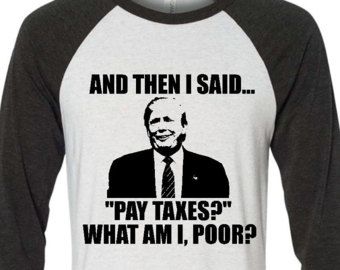 AND THEN I SAID...
"PAY TAXES?"
WHAT AM I, POOR?